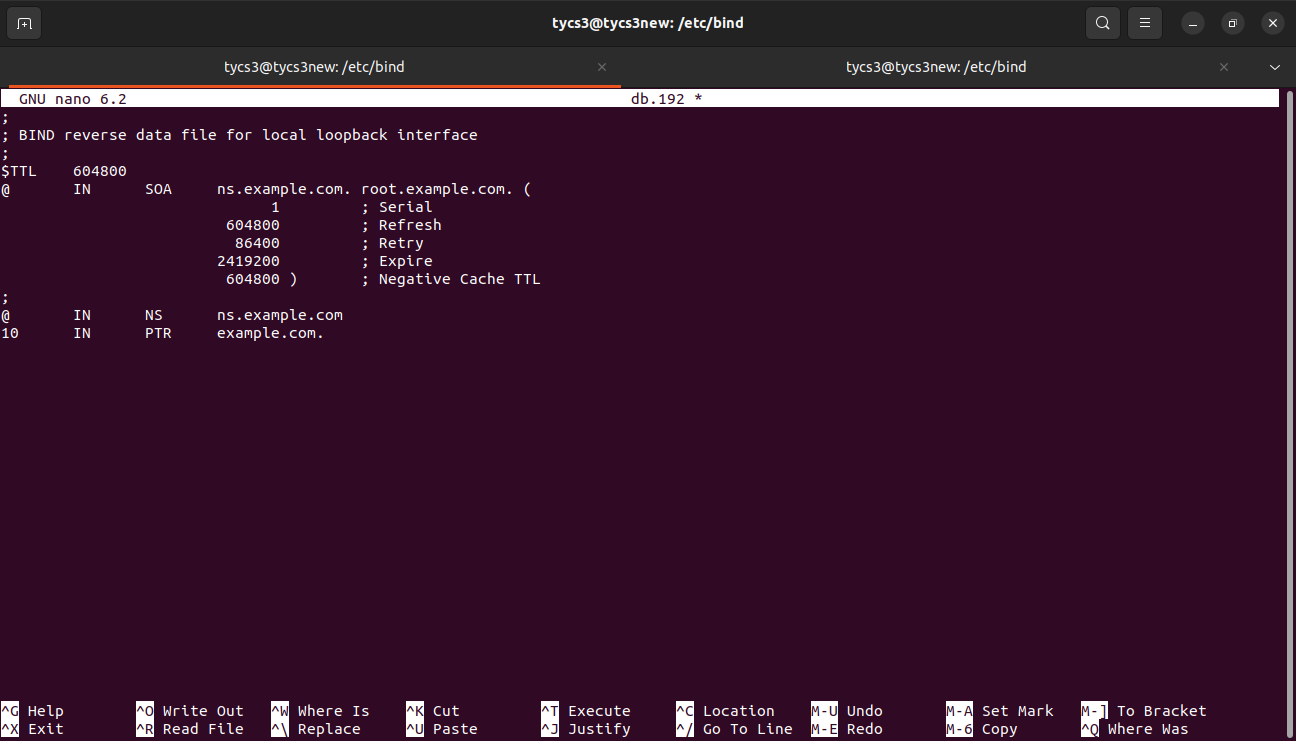 tycs3@tycs3new: /etc/bind
tycs3@tycs3new: /etc/bind × tycs3@tycs3new: /etc/bind ×
GNU nano 6.2 db.192 *
;
; BIND reverse data file for local loopback interface
;
$TTL 604800
@ IN SOA ns.example.com. root.example.com. (
1 ; Serial
604800 ; Refresh
86400 ; Retry
2419200 ; Expire
604800 ) ; Negative Cache TTL
;
@ IN NS ns.example.com
10 IN PTR example.com.
^G Help ^O Write Out ^W Where Is ^K Cut ^T Execute ^C Location M-U Undo M-A Set Mark M-] To Bracket
^X Exit ^R Read File ^\ Replace ^U Paste ^J Justify ^/ Go To Line M-E Redo M-6 Copy ^Q Where Was